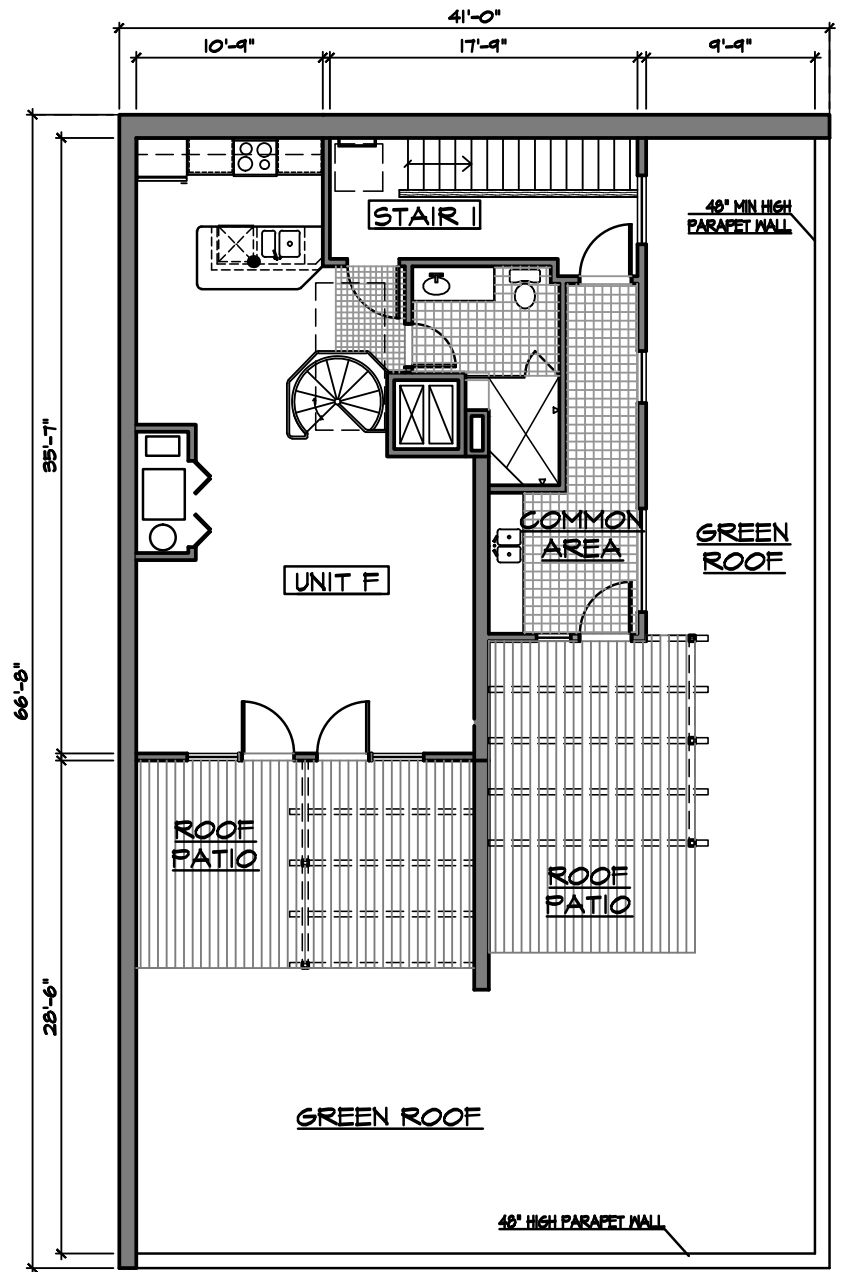 41'-0"
10'-9"
17'-9"
9'-9"
STAIR 1
48" MIN HIGH
PARAPET WALL
35'-7"
COMMON
AREA
GREEN
ROOF
UNIT F
66'-8"
ROOF
PATIO
ROOF
PATIO
28'-6"
GREEN ROOF
48" HIGH PARAPET WALL